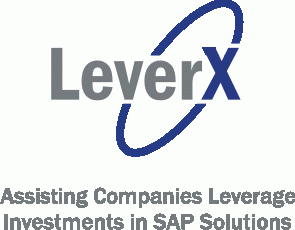 LeverX
Assisting Companies Leverage
Investments in SAP Solutions